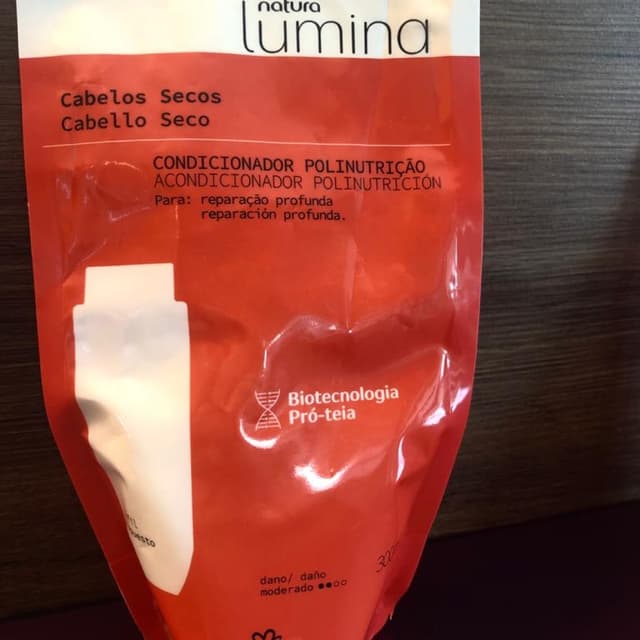 natura
lumina
Cabelos Secos
Cabello Seco
CONDICIONADOR POLINUTRIÇÃO
ACONDICIONADOR POLINUTRICIÓN
Para: reparação profunda
reparación profunda.
Biotecnologia
Pró-teia
dano/ daño
moderado